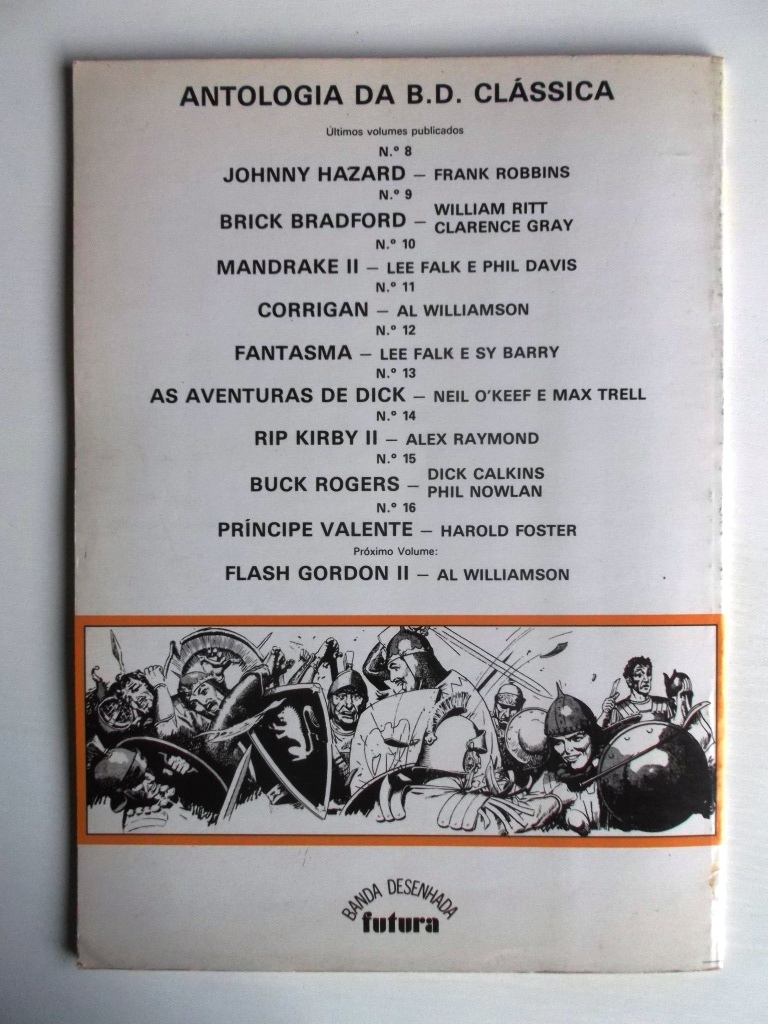 ANTOLOGIA DA B.D. CLÁSSICA
Últimos volumes publicados
N.º 8
JOHNNY HAZARD — FRANK ROBBINS
N.º 9
BRICK BRADFORD — WILLIAM RITT
CLARENCE GRAY
N.º 10
MANDRAKE II — LEE FALK E PHIL DAVIS
N.º 11
CORRIGAN — AL WILLIAMSON
N.º 12
FANTASMA — LEE FALK E SY BARRY
N.º 13
AS AVENTURAS DE DICK — NEIL O'KEEF E MAX TRELL
N.º 14
RIP KIRBY II — ALEX RAYMOND
N.º 15
BUCK ROGERS — DICK CALKINS
PHIL NOWLAN
N.º 16
PRÍNCIPE VALENTE — HAROLD FOSTER
Próximo Volume:
FLASH GORDON II — AL WILLIAMSON
BANDA DESENHADA
futura